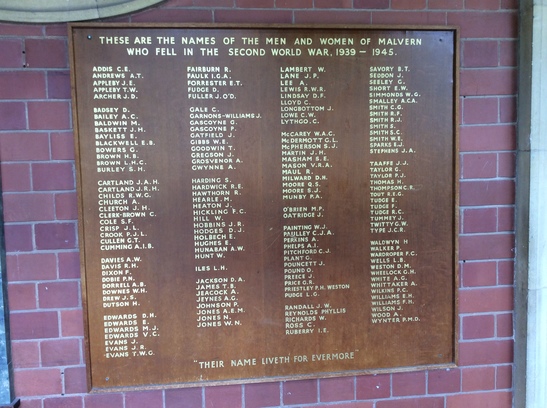 THESE ARE THE NAMES OF THE MEN AND WOMEN OF MALVERN
WHO FELL IN THE SECOND WORLD WAR, 1939 - 1945.
ADDIS C.E.
ANDREWS A.T.
APPLEBY J.E.
APPLEBY T.W.
ARCHER J.D.
BADSEY D.
BAILEY A.C.
BALDWIN M.
BASKETT J.H.
BAYLISS B.
BLACKWELL E.B.
BOWERS G.
BROWN H.B.
BROWN L.H.C.
BURLEY S.H.
CARTLAND J.A.H.
CARTLAND J.R.H.
CHILDS R.W.G.
CHURCH A.
CLEETON J.H.
CLERK-BROWN C.
COLE S.F.
CRISP J.L.
CROOK P.J.L.
CULLEN G.T.
CUMMING A.I.B.
DAVIES A.W.
DAVIS R.H.
DIXON F.
DOBIE P.N.
DORRELL A.B.
DOWNES W.H.
DREW J.S.
DUTSON H.
EDWARDS D.H.
EDWARDS E.
EDWARDS M.J.
EDWARDS V.C.
EVANS J.
EVANS J.R.
EVANS T.W.G.
FAIRBURN R.
FAULK I.G.A.
FORRESTER E.T.
FUDGE D.
FULLER J.O'D.
GALE C.
GARNONS-WILLIAMS J.
GASCOYNE G.
GASCOYNE P.
GATFIELD J.
GIBBS W.E.
GOODWIN T.
GREGSON J.
GROSVENOR A.
GWYNNE A.
HARDING S.
HARDWICK R.E.
HAWTHORN R.
HEARLE M.
HEATON J.
HICKLING F.C.
HILL W.
HOBBINS J.R.
HODGES D.J.
HOLBECH E.
HUGHES E.
HUNABAN A.W.
HUNT W.
ILES L.H.
JACKSON D.A.
JAMES T.B.
JEACOCK A.
JEYNES A.G.
JOHNSON P.
JONES A.E.M.
JONES N.
JONES W.N.
LAMBERT W.
LANE J.P.
LEE A.
LEWIS R.W.R.
LINDSAY D.F.
LLOYD C.
LONGBOTTOM J.
LOWE C.W.
LYTHGO C.
McCAREY W.A.C.
McDERMOTT G.L.
McPHERSON S.J.
MARTIN J.H.
MASHAM S.E.
MASON V.R.A.
MAUL R.
MILWARD D.N.
MOORE Q.S.
MOORE S.J.
MUNBY P.A.
O'BRIEN M.P.
OATRIDGE J.
PAINTING W.J.
PAULLEY C.J.A.
PERKINS A.
PHELPS A.J.
PITCHFORD C.J.
PLANT G.
POUNCETT J.
POUND D.
PREECE J.
PRICE G.R.
PRIESTLEY F.H. WESTON
PUDGE L.G.
RANDALL J.W.
REYNOLDS PHYLLIS
RICHARDS W.
ROSS C.
RUBERRY I.E.
SAVORY B.T.
SEDDON J.
SEELEY G.
SHORT E.W.
SIMMONDS W.G.
SMALLEY A.C.A.
SMITH C.G.
SMITH R.F.
SMITH R.J.
SMITH E.
SMITH S.C.
SMITH W.E.
SPARKS E.J.
STEPHENS J.A.
TAAFFE J.J.
TAYLOR G.
TAYLOR P.J.
THOMAS H.
THOMPSON C.R.
TOUT R.E.G.
TUDGE E.
TUDGE F.
TUDGE R.C.
TUMMEY J.
TWITTY G.W.
TYPE J.C.R.
WALDWYN H
WALKER P.
WARDROPER F.C.
WELLS L.B.
WESTON D.M.
WHEELOCK G.H.
WHITE A.G.
WHITTAKER A.
WILKINS F.C.
WILLIAMS E.H.
WILLIAMS F.H.
WILSON J.
WOOD A.
WYNTER P.M.D.
"THEIR NAME LIVETH FOR EVERMORE"